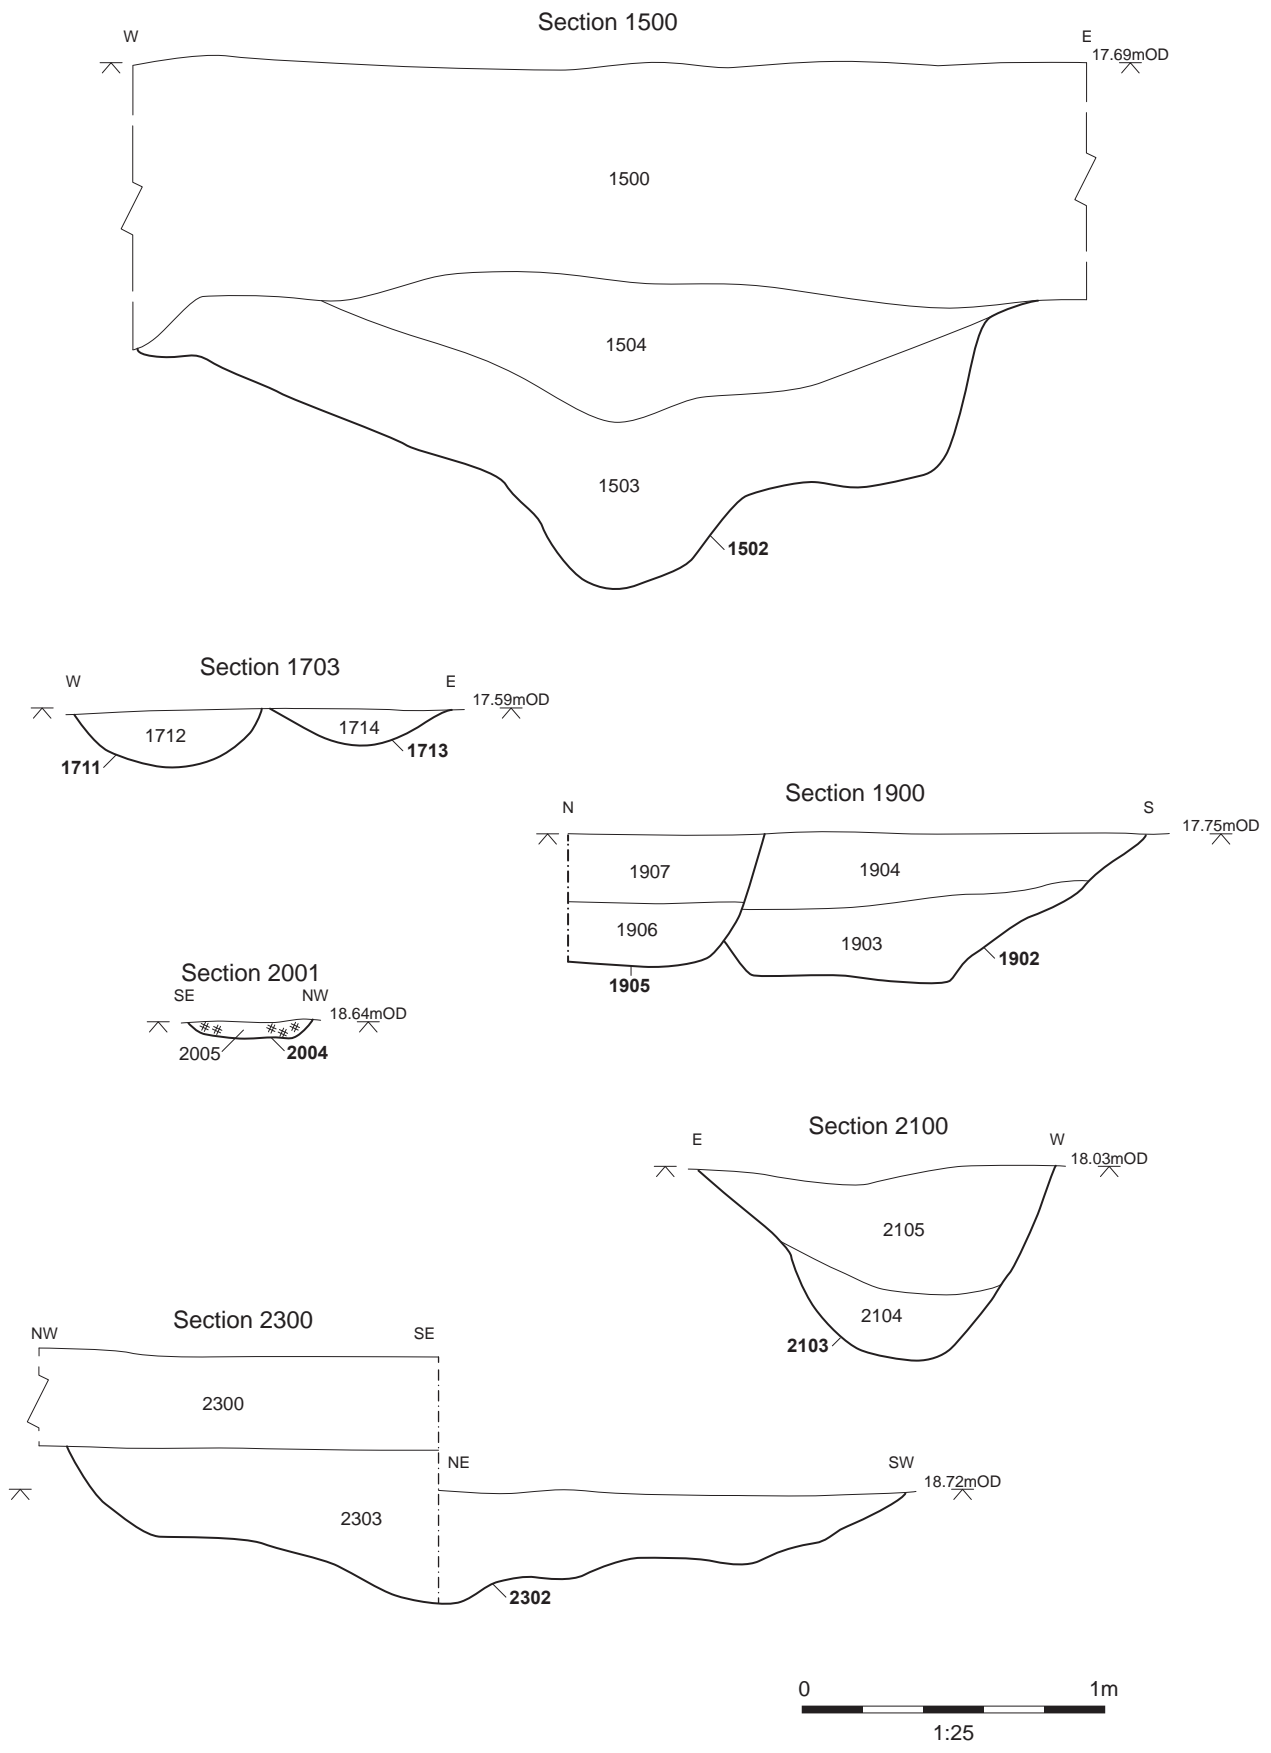 Section 1500
W
E
17.69mOD
1500
1504
1503
1502
Section 1703
W
E
17.59mOD
1712
1714
1711
1713
Section 1900
N
S
17.75mOD
1907
1904
1906
1903
1902
1905
Section 2001
SE
NW
18.64mOD
2005
2004
Section 2100
E
W
18.03mOD
2105
2104
2103
Section 2300
NW
SE
2300
NE
SW
18.72mOD
2303
2302
0
1m
1:25